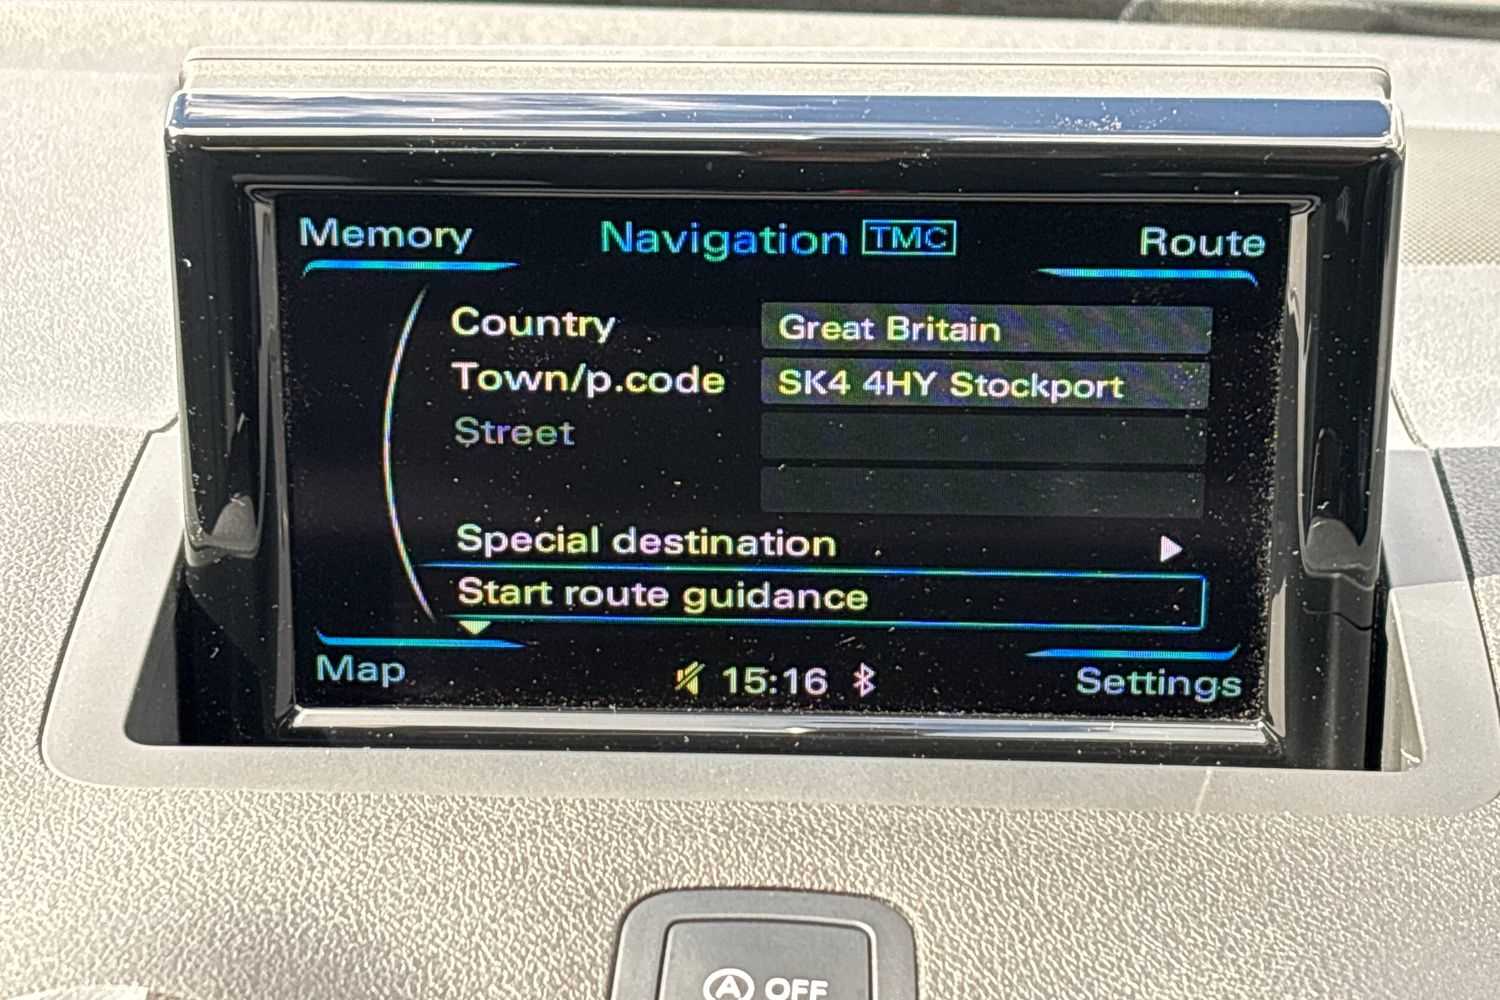 Memory Navigation TMC Route
Country Great Britain
Town/p.code SK4 4HY Stockport
Street
Special destination
Start route guidance
Map 15:16 Settings
A OFF